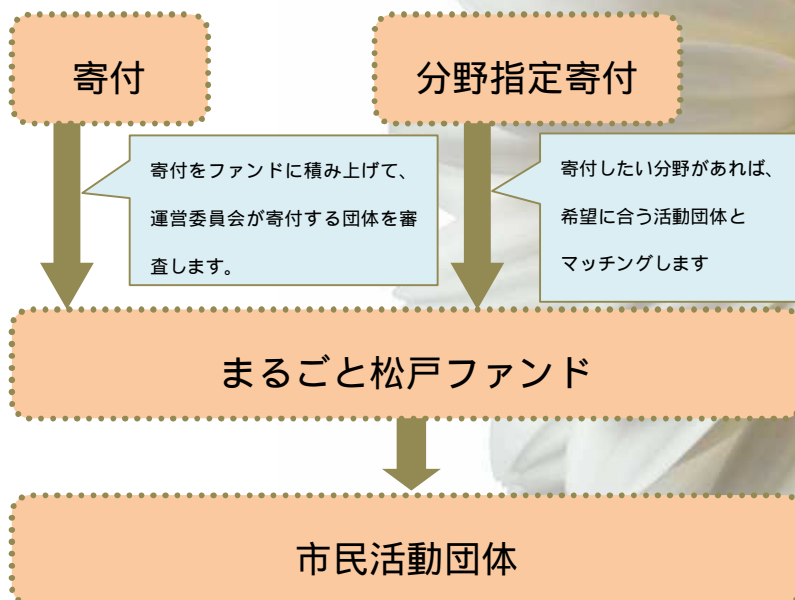 寄付
分野指定寄付
寄付をファンドに積み上げて、
運営委員会が寄付する団体を審
査します。
寄付したい分野があれば、
希望に合う活動団体と
マッチングします
まるごと松戸ファンド
市民活動団体